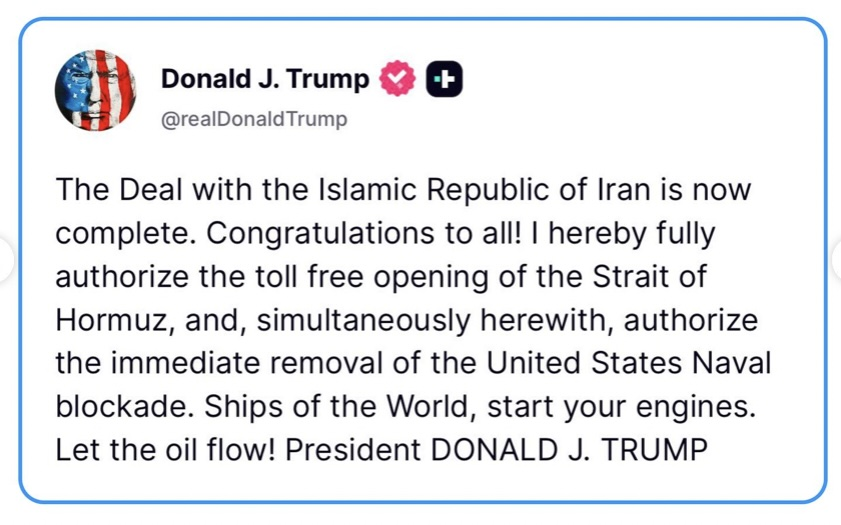 Donald J. Trump
@realDonaldTrump
The Deal with the Islamic Republic of Iran is now
complete. Congratulations to all! I hereby fully
authorize the toll free opening of the Strait of
Hormuz, and, simultaneously herewith, authorize
the immediate removal of the United States Naval
blockade. Ships of the World, start your engines.
Let the oil flow! President DONALD J. TRUMP